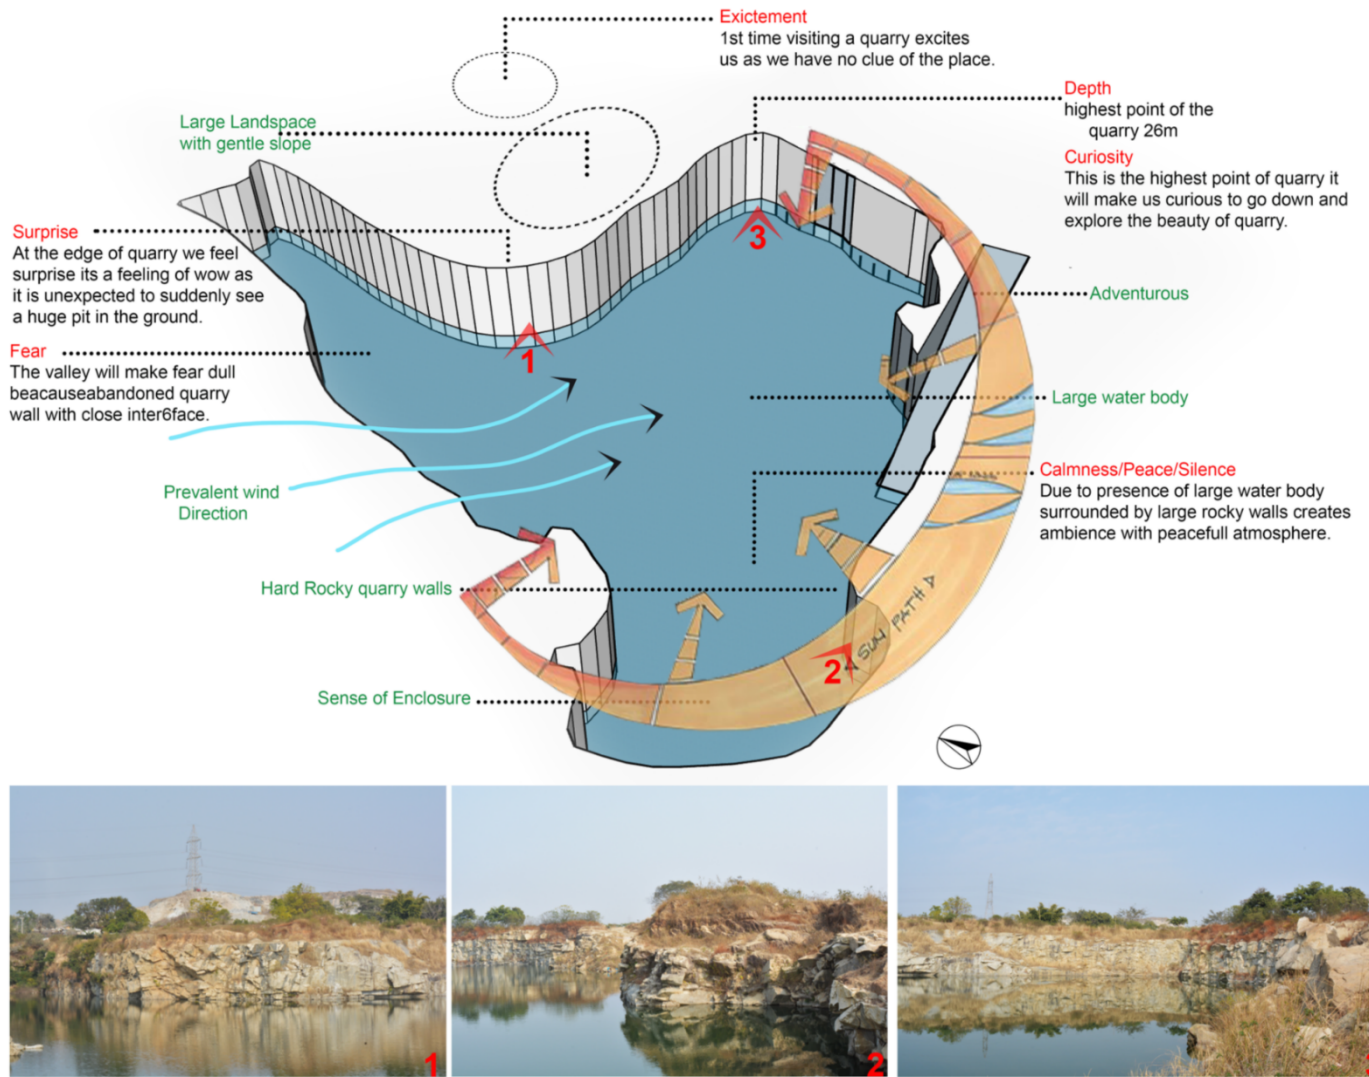 Exictement
1st time visiting a quarry excites
us as we have no clue of the place.
Depth
highest point of the
quarry 26m
Curiosity
This is the highest point of quarry it
will make us curious to go down and
explore the beauty of quarry.
Large Landspace
with gentle slope
Surprise
At the edge of quarry we feel
surprise its a feeling of wow as
it is unexpected to suddenly see
a huge pit in the ground.
3
Adventurous
Fear
The valley will make fear dull
beacauseabandoned quarry
wall with close inter6face.
1
Large water body
Prevalent wind
Direction
Calmness/Peace/Silence
Due to presence of large water body
surrounded by large rocky walls creates
ambience with peacefull atmosphere.
Hard Rocky quarry walls
SUN PATH
2
Sense of Enclosure
1
2